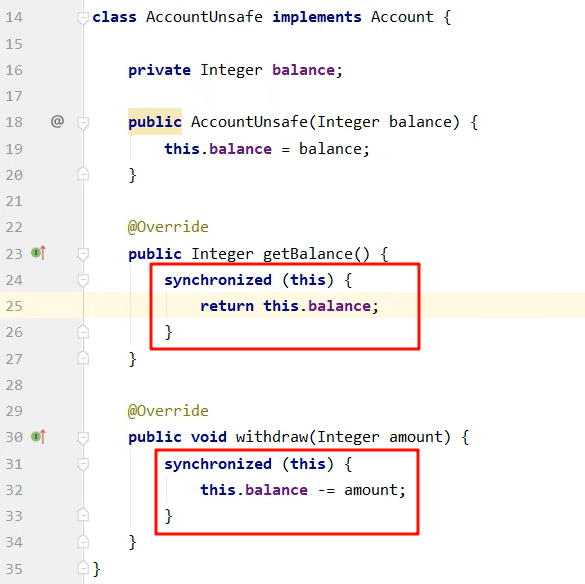 14 class AccountUnsafe implements Account {
15
16 private Integer balance;
17
18 @ public AccountUnsafe(Integer balance) {
19 this.balance = balance;
20 }
21
22 @Override
23 public Integer getBalance() {
24 synchronized (this) {
25 return this.balance;
26 }
27 }
28
29 @Override
30 public void withdraw(Integer amount) {
31 synchronized (this) {
32 this.balance -= amount;
33 }
34 }
35 }